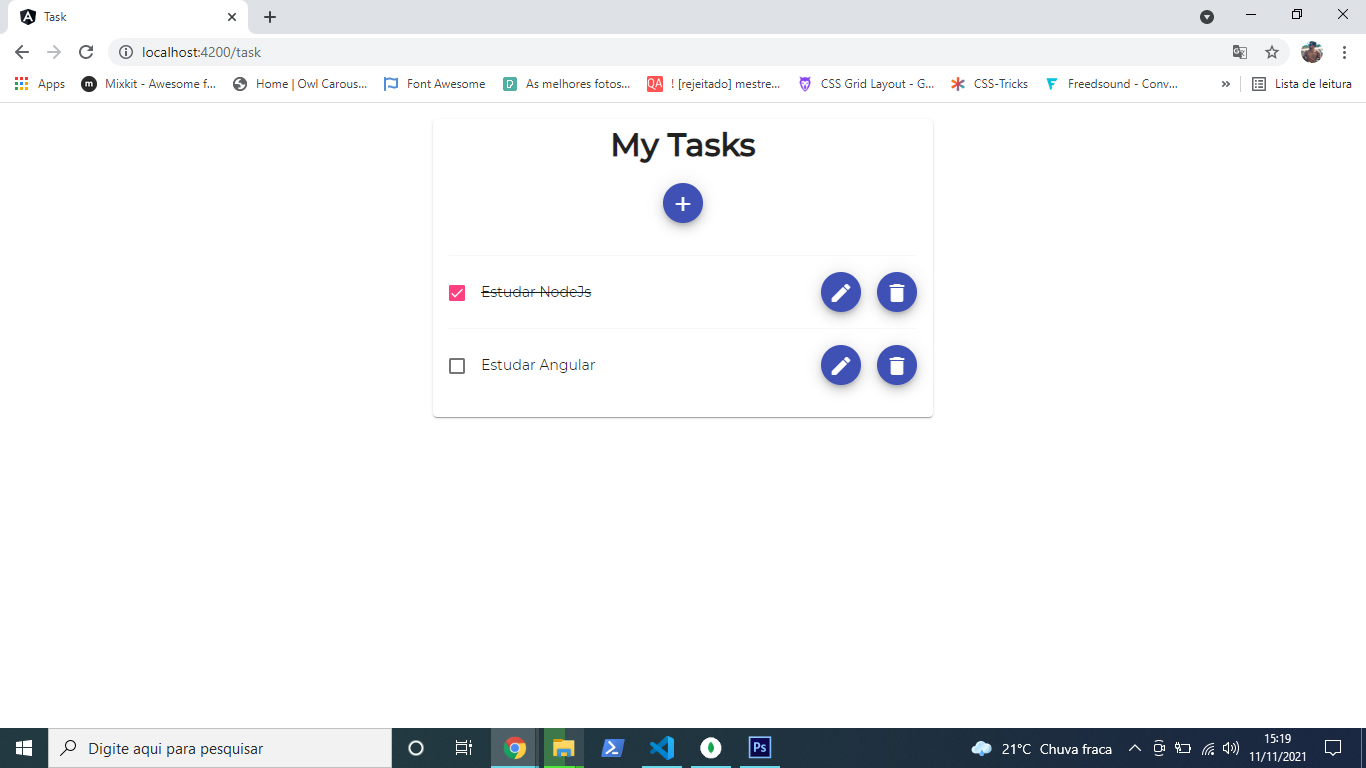 Task
localhost:4200/task
Apps
Mixkit - Awesome f...
Home | Owl Carous...
Font Awesome
As melhores fotos...
QA
! [rejeitado] mestre...
CSS Grid Layout - G...
CSS-Tricks
Freedsound - Conv...
»
Lista de leitura
My Tasks
Estudar NodeJs
Estudar Angular
Digite aqui para pesquisar
Ps
21°C Chuva fraca
15:19
11/11/2021